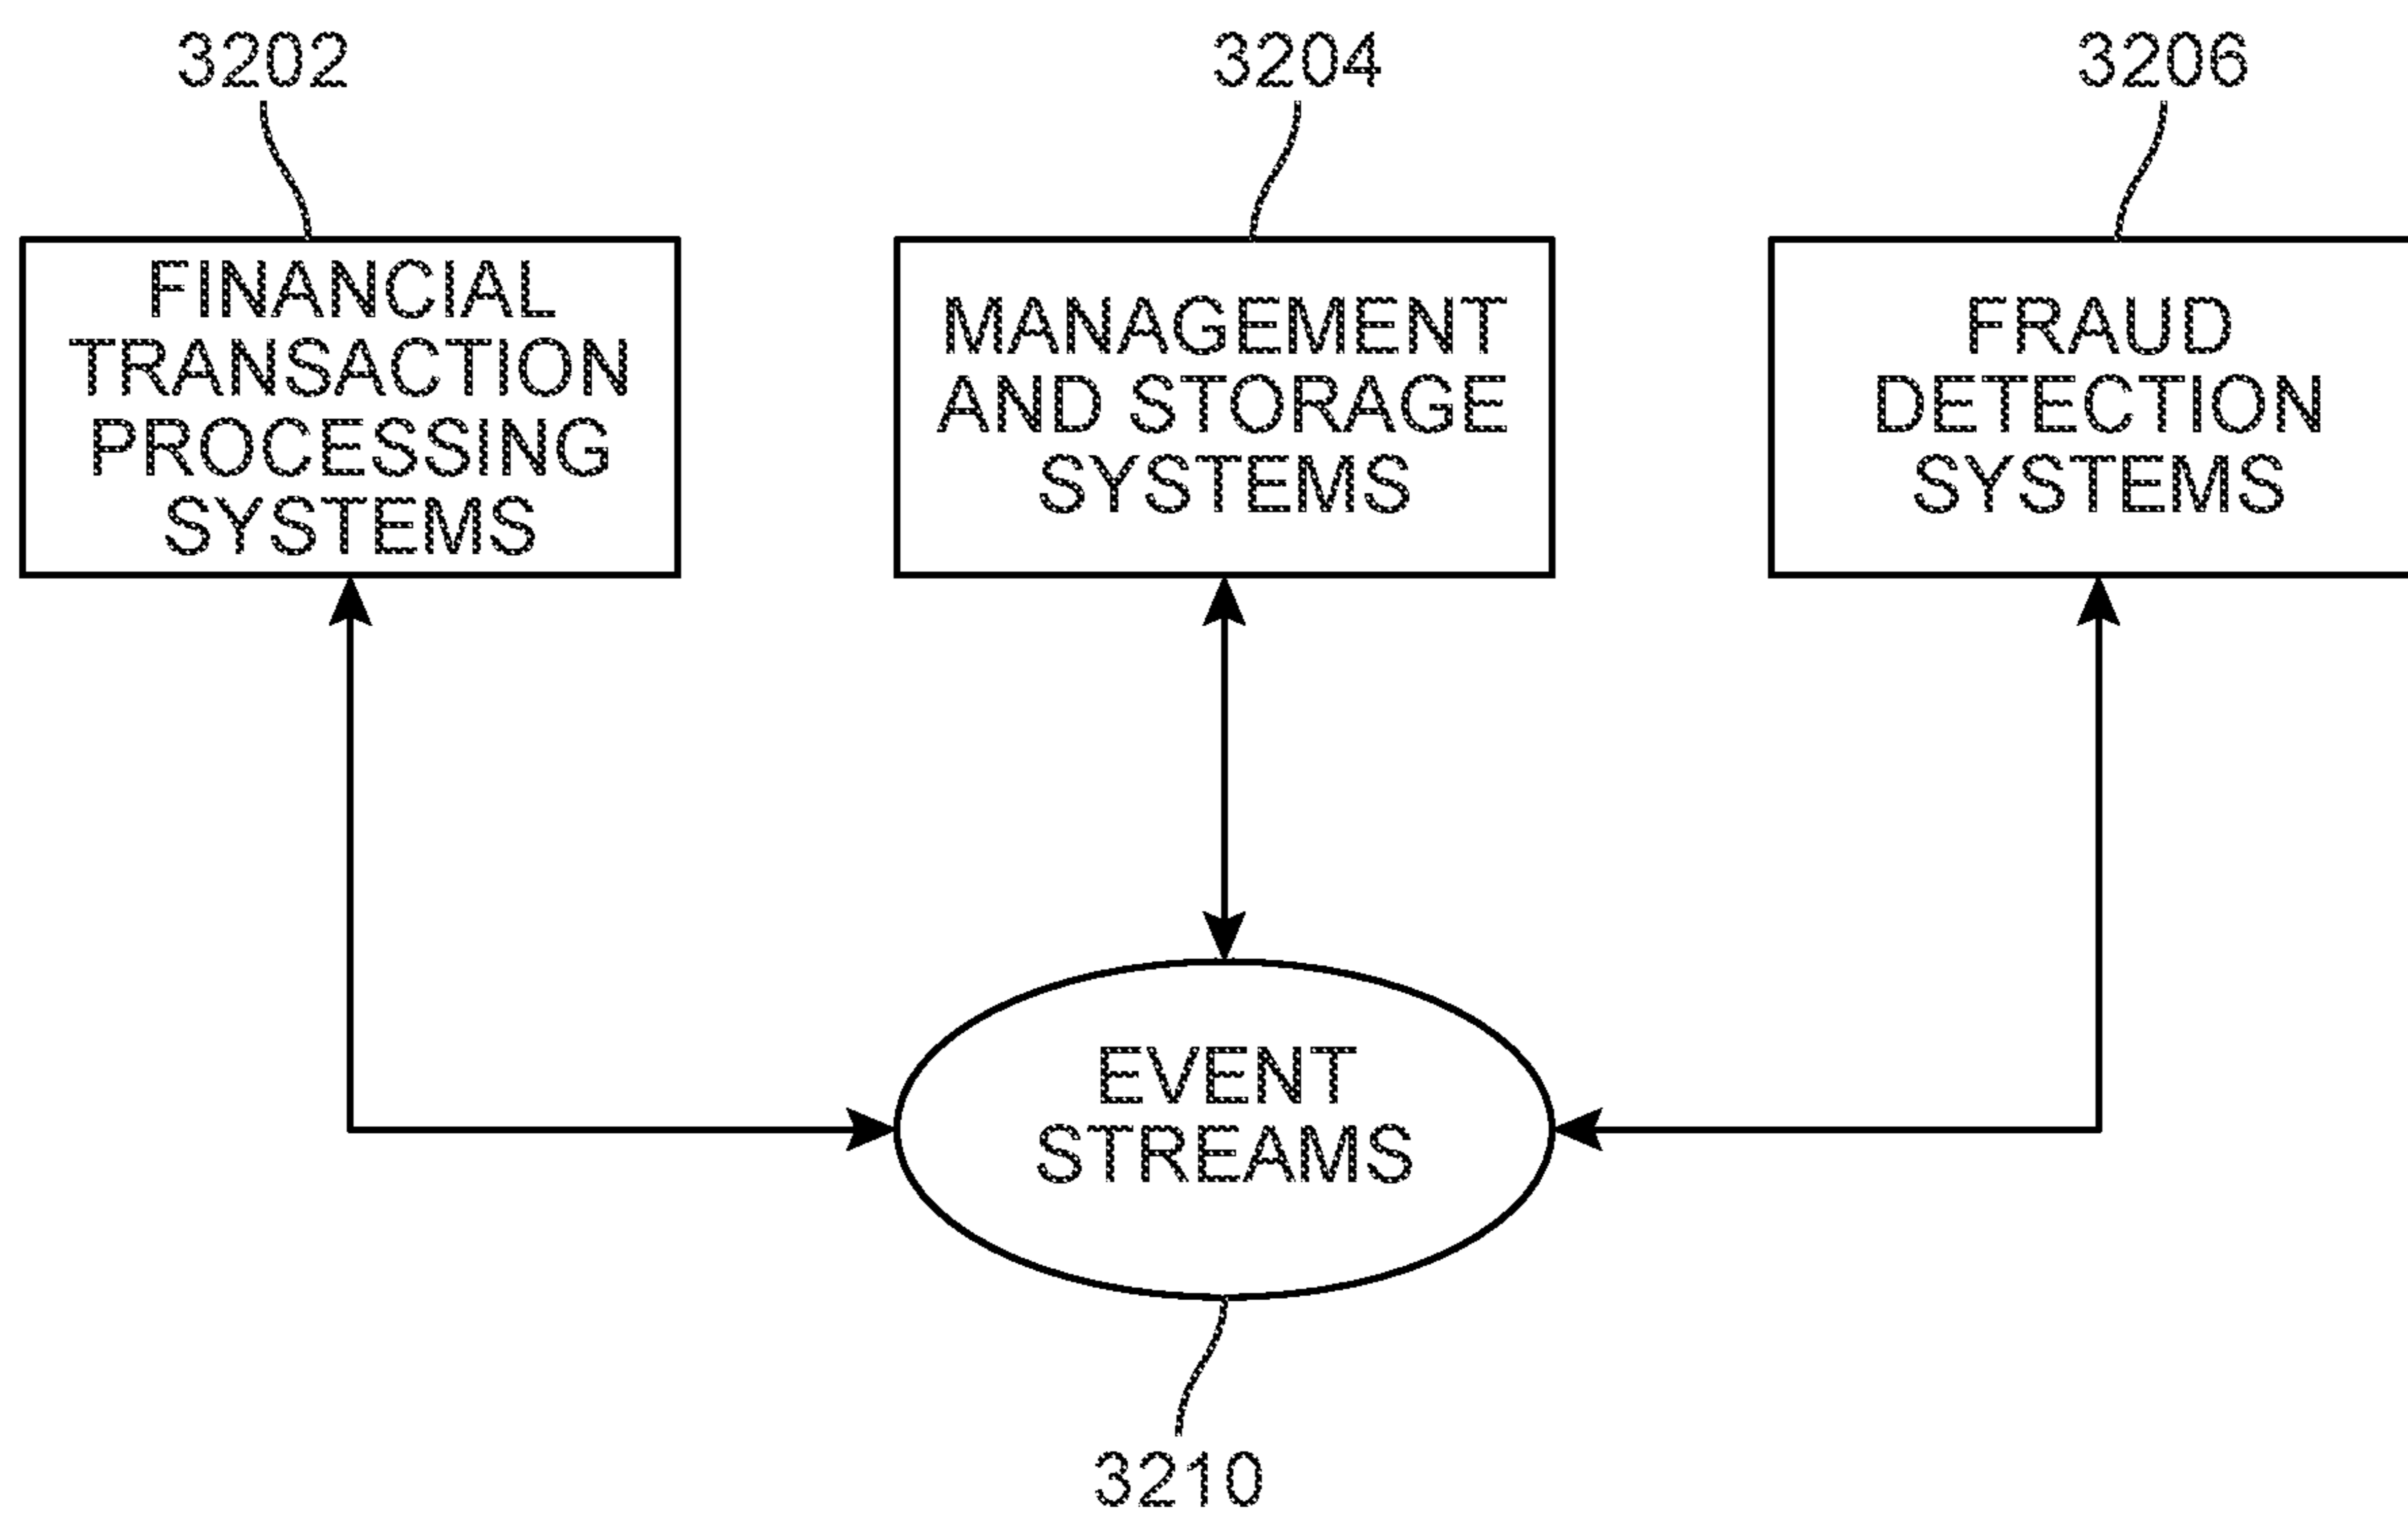 3202
3204
3206
FINANCIAL
TRANSACTION
PROCESSING
SYSTEMS
MANAGEMENT
AND STORAGE
SYSTEMS
FRAUD
DETECTION
SYSTEMS
EVENT
STREAMS
3210